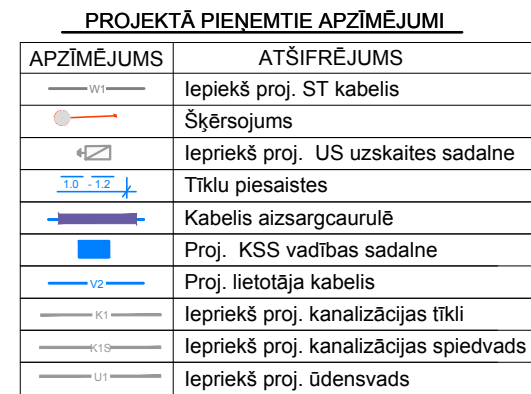 PROJEKTĀ PIEŅEMTIE APZĪMĒJUMI
APZĪMĒJUMS ATŠIFRĒJUMS
W1 Iepiekš proj. ST kabelis
Šķērsojums
Iepriekš proj. US uzskaites sadalne
1.0 - 1.2 Tīklu piesaistes
Kabelis aizsargcaurulē
Proj. KSS vadības sadalne
V2 Proj. lietotāja kabelis
K1 Iepriekš proj. kanalizācijas tīkli
K1S Iepriekš proj. kanalizācijas spiedvads
U1 Iepriekš proj. ūdensvads